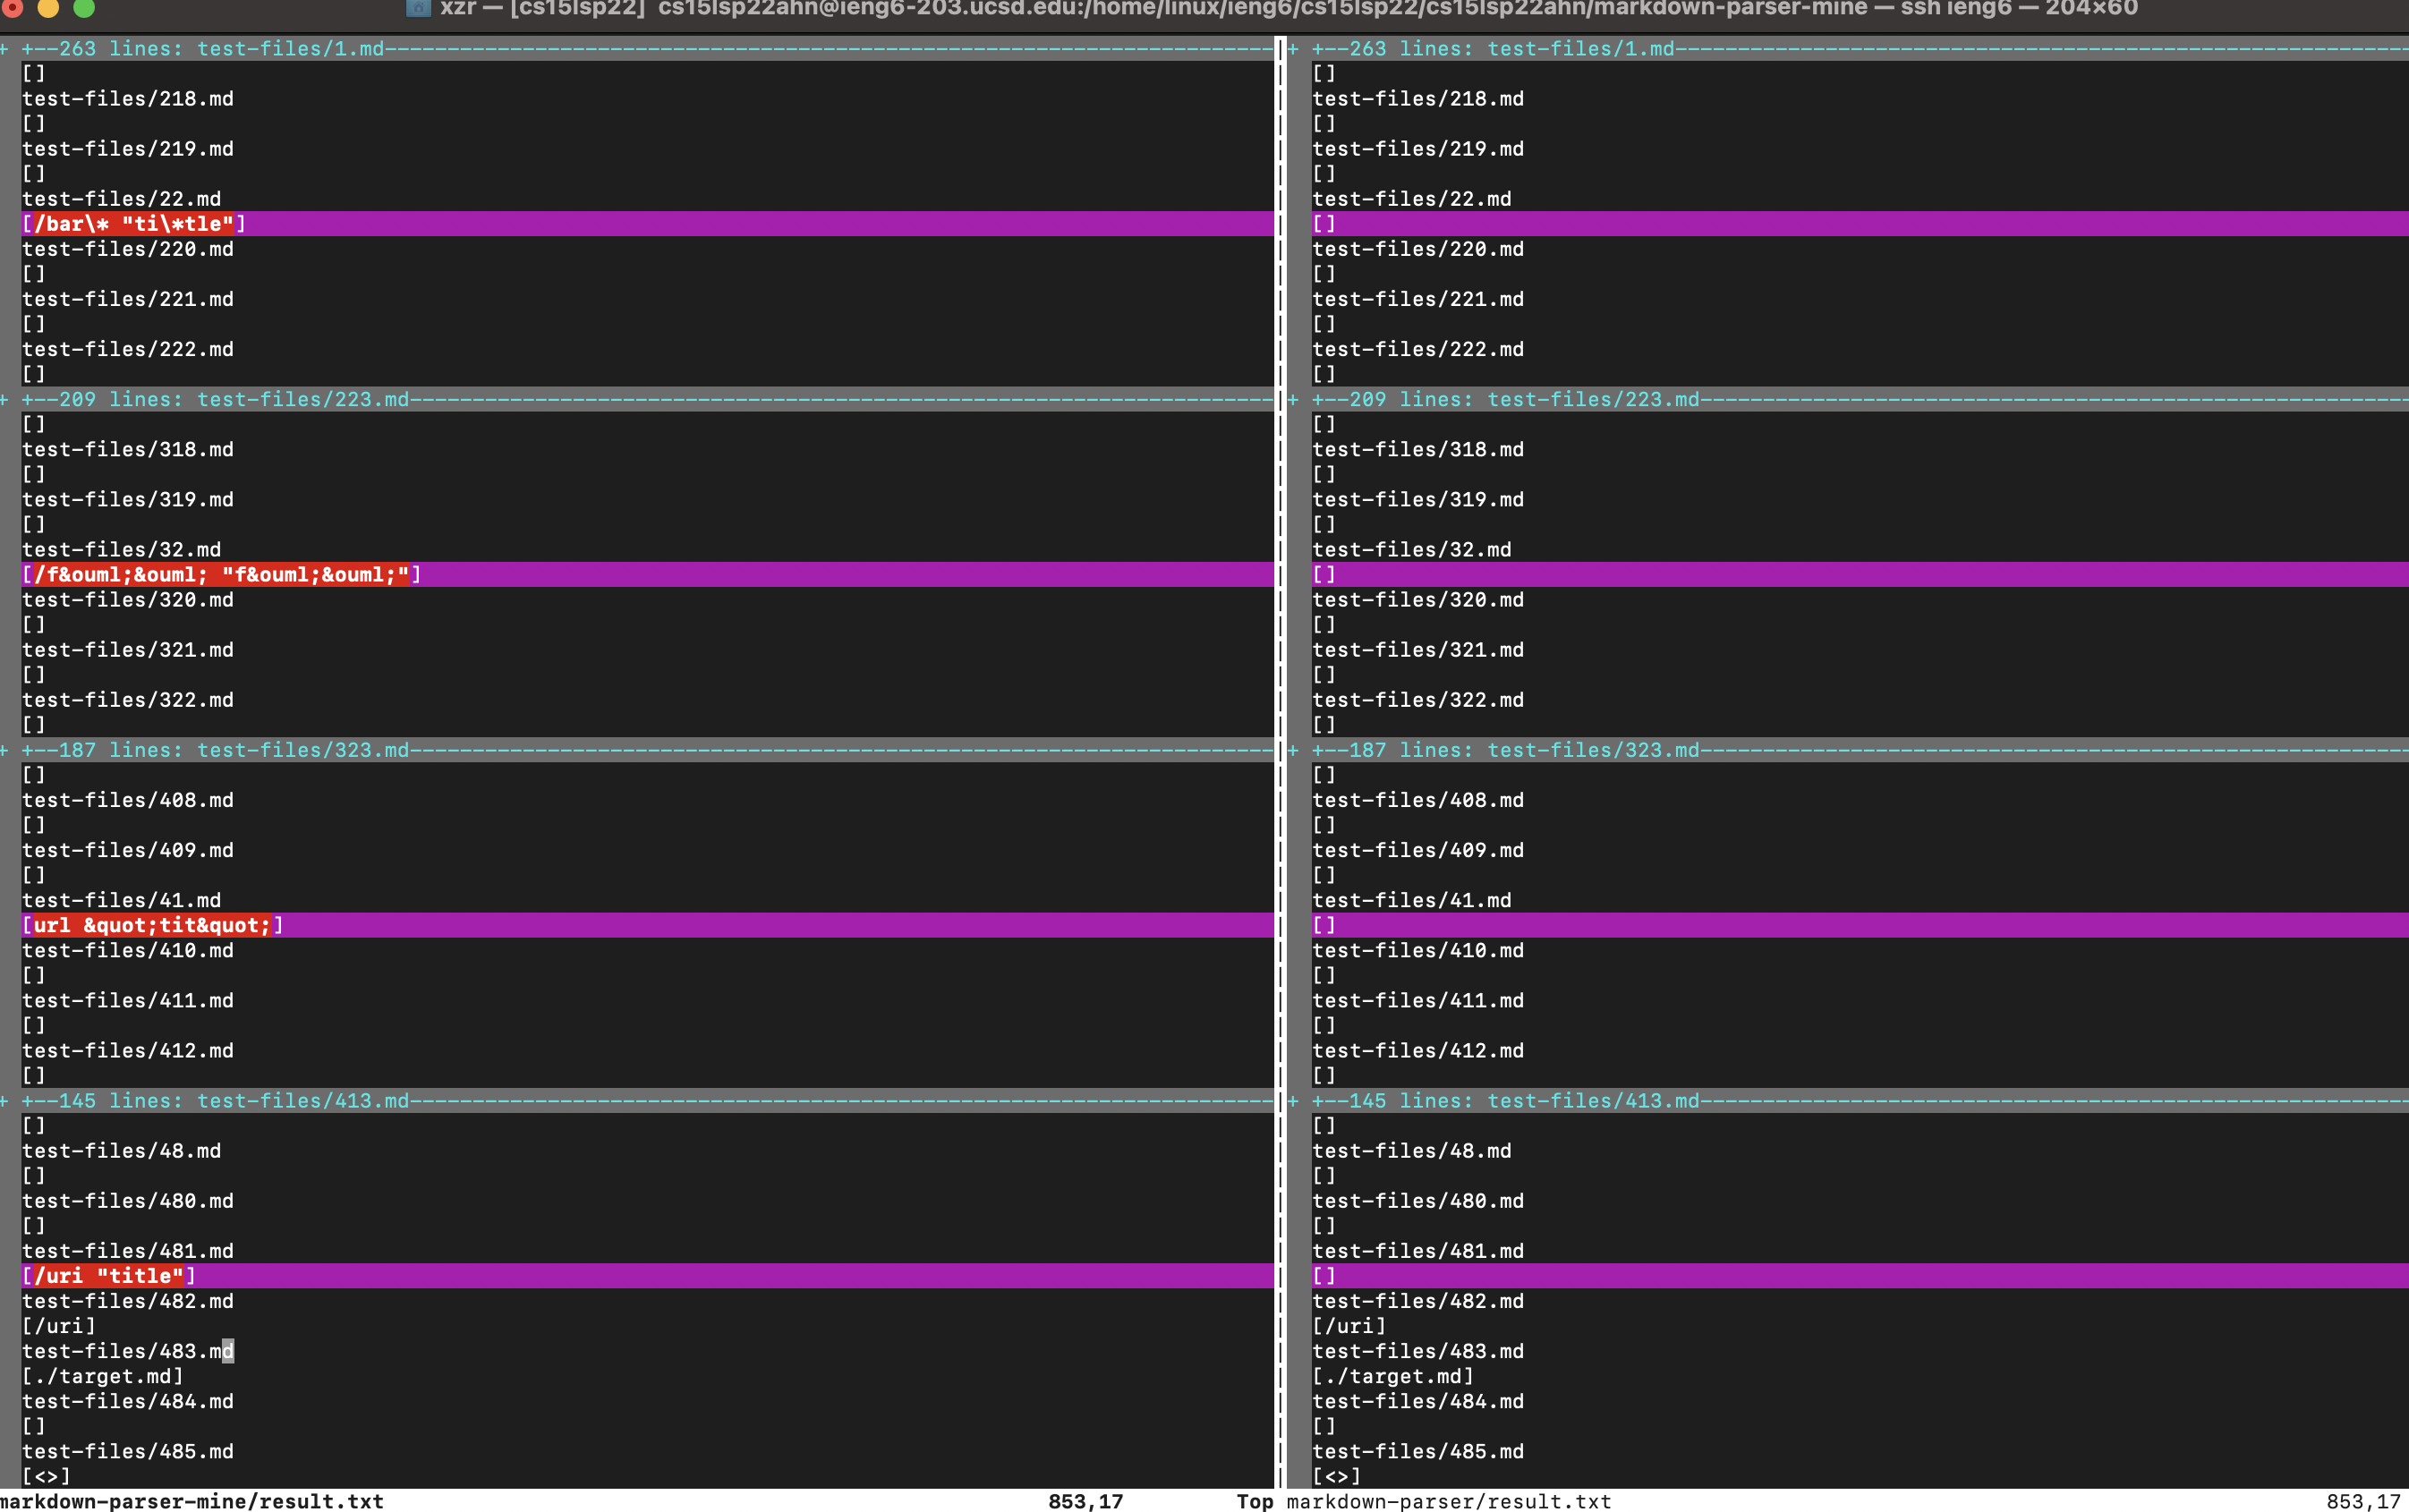 xzr — [cs15lsp22] cs15lsp22ahn@ieng6-203.ucsd.edu:/home/linux/ieng6/cs15lsp22/cs15lsp22ahn/markdown-parser-mine — ssh ieng6 — 204×60
+ +--263 lines: test-files/1.md
[]
test-files/218.md
[]
test-files/219.md
[]
test-files/22.md
[/bar\* "ti\*tle"]
test-files/220.md
[]
test-files/221.md
[]
test-files/222.md
[]
+ +--209 lines: test-files/223.md
[]
test-files/318.md
[]
test-files/319.md
[]
test-files/32.md
[/f&ouml;&ouml; "f&ouml;&ouml;"]
test-files/320.md
[]
test-files/321.md
[]
test-files/322.md
[]
+ +--187 lines: test-files/323.md
[]
test-files/408.md
[]
test-files/409.md
[]
test-files/41.md
[url &quot;tit&quot;]
test-files/410.md
[]
test-files/411.md
[]
test-files/412.md
[]
+ +--145 lines: test-files/413.md
[]
test-files/48.md
[]
test-files/480.md
[]
test-files/481.md
[/uri "title"]
test-files/482.md
[/uri]
test-files/483.md
[./target.md]
test-files/484.md
[]
test-files/485.md
[<>]
markdown-parser-mine/result.txt 853,17 Top
+ +--263 lines: test-files/1.md
[]
test-files/218.md
[]
test-files/219.md
[]
test-files/22.md
[]
test-files/220.md
[]
test-files/221.md
[]
test-files/222.md
[]
+ +--209 lines: test-files/223.md
[]
test-files/318.md
[]
test-files/319.md
[]
test-files/32.md
[]
test-files/320.md
[]
test-files/321.md
[]
test-files/322.md
[]
+ +--187 lines: test-files/323.md
[]
test-files/408.md
[]
test-files/409.md
[]
test-files/41.md
[]
test-files/410.md
[]
test-files/411.md
[]
test-files/412.md
[]
+ +--145 lines: test-files/413.md
[]
test-files/48.md
[]
test-files/480.md
[]
test-files/481.md
[]
test-files/482.md
[/uri]
test-files/483.md
[./target.md]
test-files/484.md
[]
test-files/485.md
[<>]
markdown-parser/result.txt 853,17